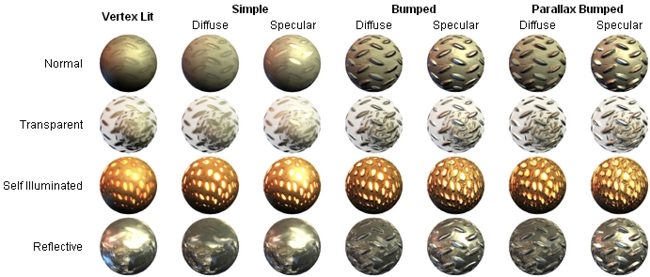 Vertex Lit Simple Bumped Parallax Bumped
Diffuse Specular Diffuse Specular Diffuse Specular
Normal
Transparent
Self Illuminated
Reflective